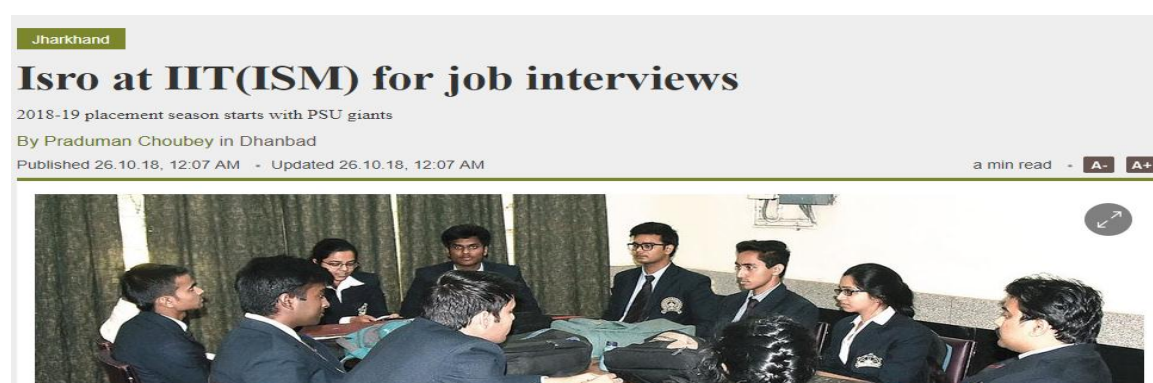 Jharkhand
Isro at IIT(ISM) for job interviews
2018-19 placement season starts with PSU giants
By Praduman Choubey in Dhanbad
Published 26.10.18, 12:07 AM - Updated 26.10.18, 12:07 AM a min read - A- A+